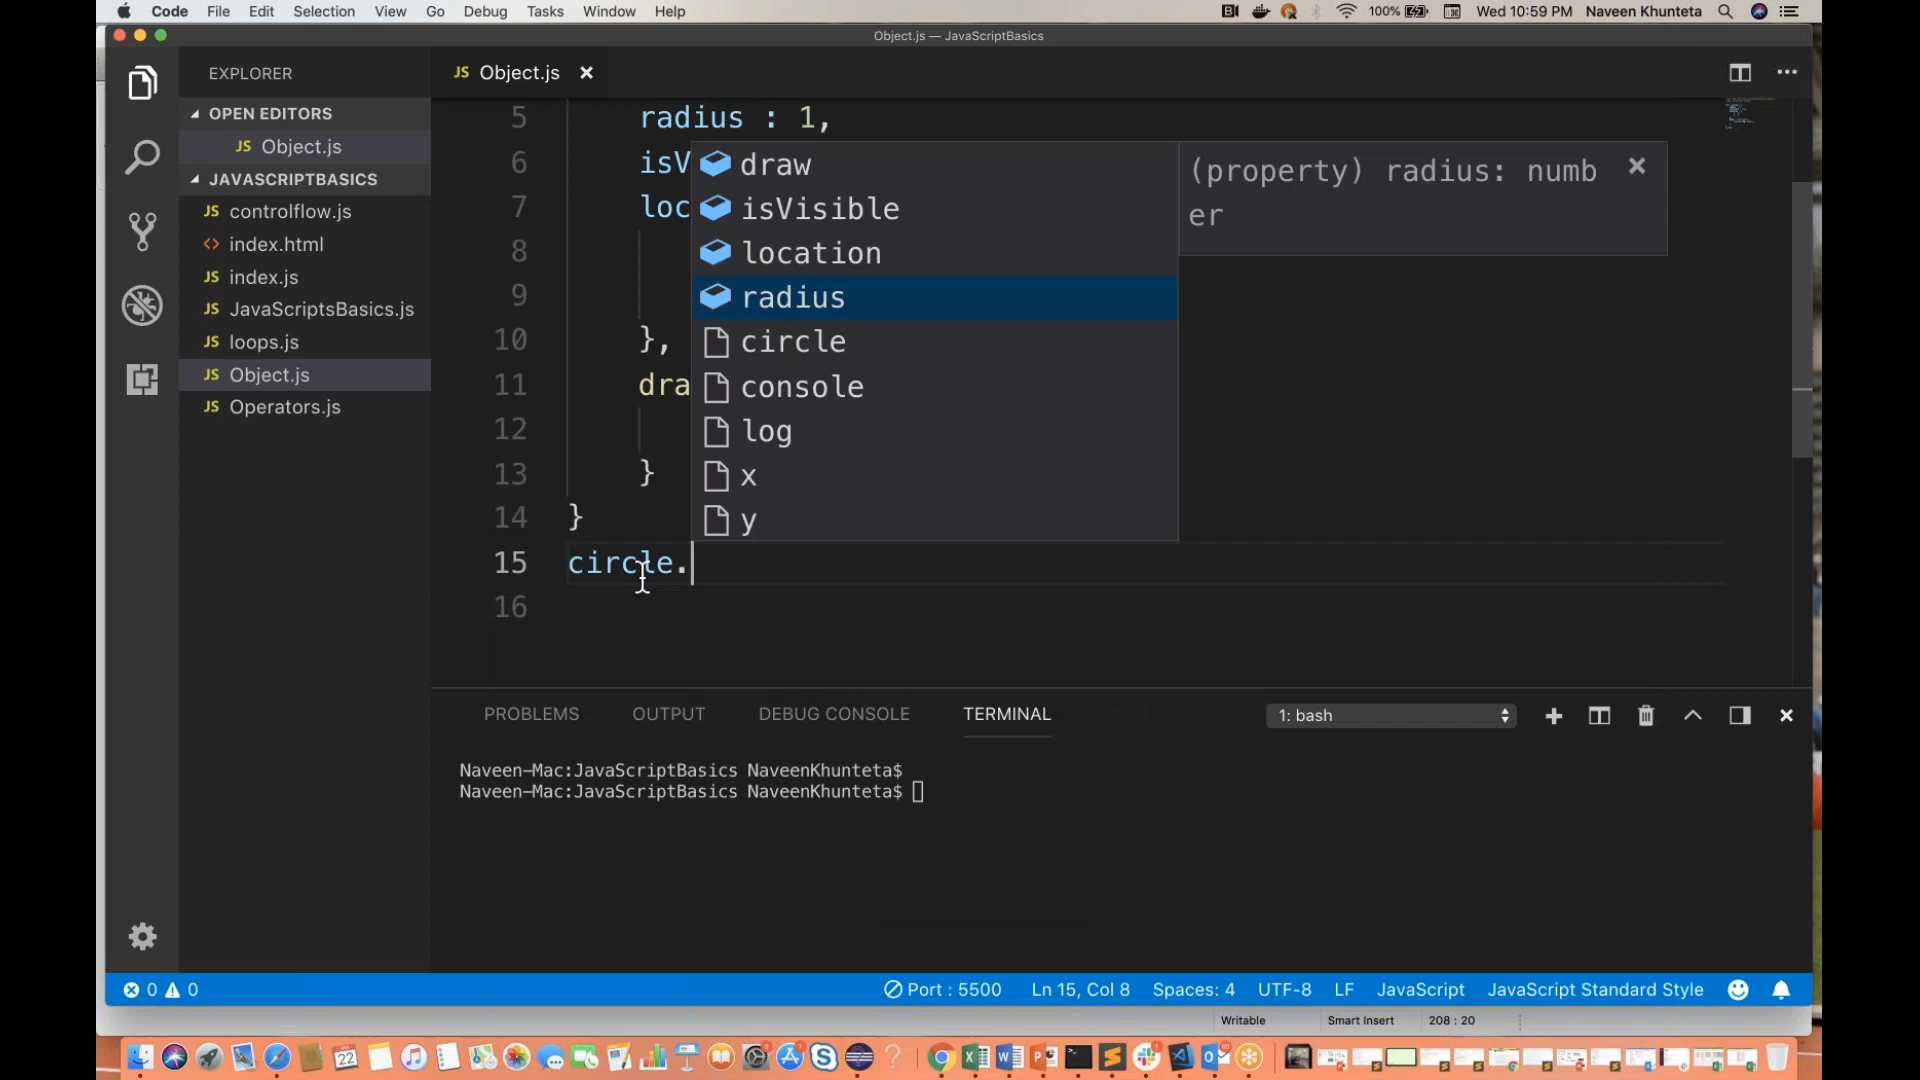 Code File Edit Selection View Go Debug Tasks Window Help
100% Wed 10:59 PM Naveen Khunteta
Object.js — JavaScriptBasics
EXPLORER
OPEN EDITORS
JS Object.js
JAVASCRIPTBASICS
JS controlflow.js
<> index.html
JS index.js
JS JavaScriptsBasics.js
JS loops.js
JS Object.js
JS Operators.js
JS Object.js
5 radius : 1,
6 isV
7 loc
8
9
10 },
11 dra
12
13 }
14 }
15 circle.
16
draw
isVisible
location
radius
circle
console
log
x
y
(property) radius: numb
er
PROBLEMS OUTPUT DEBUG CONSOLE TERMINAL
1: bash
Naveen-Mac:JavaScriptBasics NaveenKhunteta$
Naveen-Mac:JavaScriptBasics NaveenKhunteta$
0 0
Port : 5500 Ln 15, Col 8 Spaces: 4 UTF-8 LF JavaScript JavaScript Standard Style
Writable Smart Insert 208 : 20